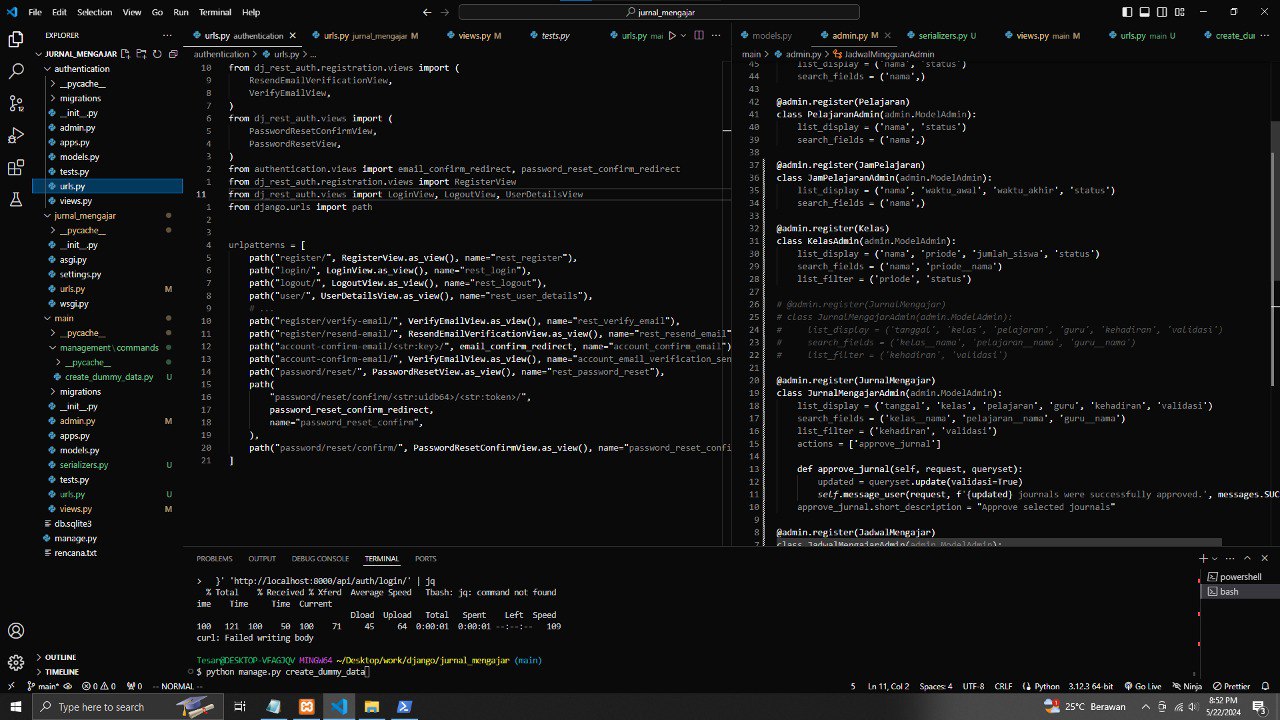 File Edit Selection View Go Run Terminal Help
jurnal_mengajar
EXPLORER
JURNAL_MENGAJAR
authentication
__pycache__
migrations
__init__.py
admin.py
apps.py
models.py
tests.py
urls.py
views.py
jurnal_mengajar
__pycache__
__init__.py
asgi.py
settings.py
urls.py M
wsgi.py
main
__pycache__
management\commands
__pycache__
create_dummy_data.py U
migrations
__init__.py
admin.py M
apps.py
models.py
serializers.py U
tests.py
urls.py U
views.py M
db.sqlite3
manage.py
rencana.txt
OUTLINE
TIMELINE
urls.py authentication
urls.py jurnal_mengajar M
views.py M
tests.py
urls.py mai
authentication > urls.py > ...
10 from dj_rest_auth.registration.views import (
9 ResendEmailVerificationView,
8 VerifyEmailView,
7 )
6 from dj_rest_auth.views import (
5 PasswordResetConfirmView,
4 PasswordResetView,
3 )
2 from authentication.views import email_confirm_redirect, password_reset_confirm_redirect
1 from dj_rest_auth.registration.views import RegisterView
11 from dj_rest_auth.views import LoginView, LogoutView, UserDetailsView
1 from django.urls import path
2
3
4 urlpatterns = [
5 path("register/", RegisterView.as_view(), name="rest_register"),
6 path("login/", LoginView.as_view(), name="rest_login"),
7 path("logout/", LogoutView.as_view(), name="rest_logout"),
8 path("user/", UserDetailsView.as_view(), name="rest_user_details"),
9 # ...
10 path("register/verify-email/", VerifyEmailView.as_view(), name="rest_verify_email"),
11 path("register/resend-email/", ResendEmailVerificationView.as_view(), name="rest_resend_email"
12 path("account-confirm-email/<str:key>/", email_confirm_redirect, name="account_confirm_email")
13 path("account-confirm-email/", VerifyEmailView.as_view(), name="account_email_verification_sen
14 path("password/reset/", PasswordResetView.as_view(), name="rest_password_reset"),
15 path(
16 "password/reset/confirm/<str:uidb64>/<str:token>/",
17 password_reset_confirm_redirect,
18 name="password_reset_confirm",
19 ),
20 path("password/reset/confirm/", PasswordResetConfirmView.as_view(), name="password_reset_confi
21 ]
models.py
admin.py M
serializers.py U
views.py main M
urls.py main U
create_dur
main > admin.py > JadwalMingguanAdmin
45 list_display = ('nama', 'status')
44 search_fields = ('nama',)
43
42 @admin.register(Pelajaran)
41 class PelajaranAdmin(admin.ModelAdmin):
40 list_display = ('nama', 'status')
39 search_fields = ('nama',)
38
37 @admin.register(JamPelajaran)
36 class JamPelajaranAdmin(admin.ModelAdmin):
35 list_display = ('nama', 'waktu_awal', 'waktu_akhir', 'status')
34 search_fields = ('nama',)
33
32 @admin.register(Kelas)
31 class KelasAdmin(admin.ModelAdmin):
30 list_display = ('nama', 'priode', 'jumlah_siswa', 'status')
29 search_fields = ('nama', 'priode__nama')
28 list_filter = ('priode', 'status')
27
26 # @admin.register(JurnalMengajar)
25 # class JurnalMengajarAdmin(admin.ModelAdmin):
24 # list_display = ('tanggal', 'kelas', 'pelajaran', 'guru', 'kehadiran', 'validasi')
23 # search_fields = ('kelas__nama', 'pelajaran__nama', 'guru__nama')
22 # list_filter = ('kehadiran', 'validasi')
21
20 @admin.register(JurnalMengajar)
19 class JurnalMengajarAdmin(admin.ModelAdmin):
18 list_display = ('tanggal', 'kelas', 'pelajaran', 'guru', 'kehadiran', 'validasi')
17 search_fields = ('kelas__nama', 'pelajaran__nama', 'guru__nama')
16 list_filter = ('kehadiran', 'validasi')
15 actions = ['approve_jurnal']
14
13 def approve_jurnal(self, request, queryset):
12 updated = queryset.update(validasi=True)
11 self.message_user(request, f'{updated} journals were successfully approved.', messages.SUC
10 approve_jurnal.short_description = "Approve selected journals"
9
8 @admin.register(JadwalMengajar)
7 class JadwalMengajarAdmin(admin.ModelAdmin):
PROBLEMS OUTPUT DEBUG CONSOLE TERMINAL PORTS
> }' 'http://localhost:8000/api/auth/login/' | jq
% Total % Received % Xferd Average Speed Tbash: jq: command not found
ime Time Time Current
Dload Upload Total Spent Left Speed
100 121 100 50 100 71 45 64 0:00:01 0:00:01 --:--:-- 109
curl: Failed writing body
Tesar@DESKTOP-VFAGJQV MINGW64 ~/Desktop/work/django/jurnal_mengajar (main)
$ python manage.py create_dummy_data
powershell
bash
main* 0 0 0 -- NORMAL -- 5 Ln 11, Col 2 Spaces: 4 UTF-8 CRLF Python 3.12.3 64-bit Go Live Ninja Prettier
Type here to search
25°C Berawan
8:52 PM
5/22/2024